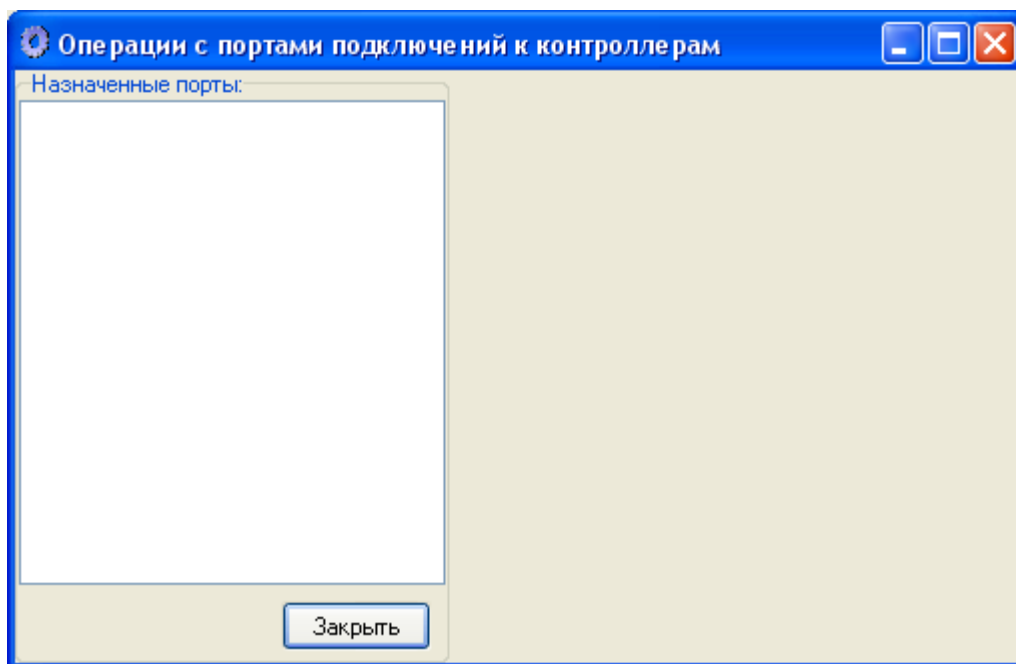 Операции с портами подключений к контроллерам
Назначенные порты:
Закрыть